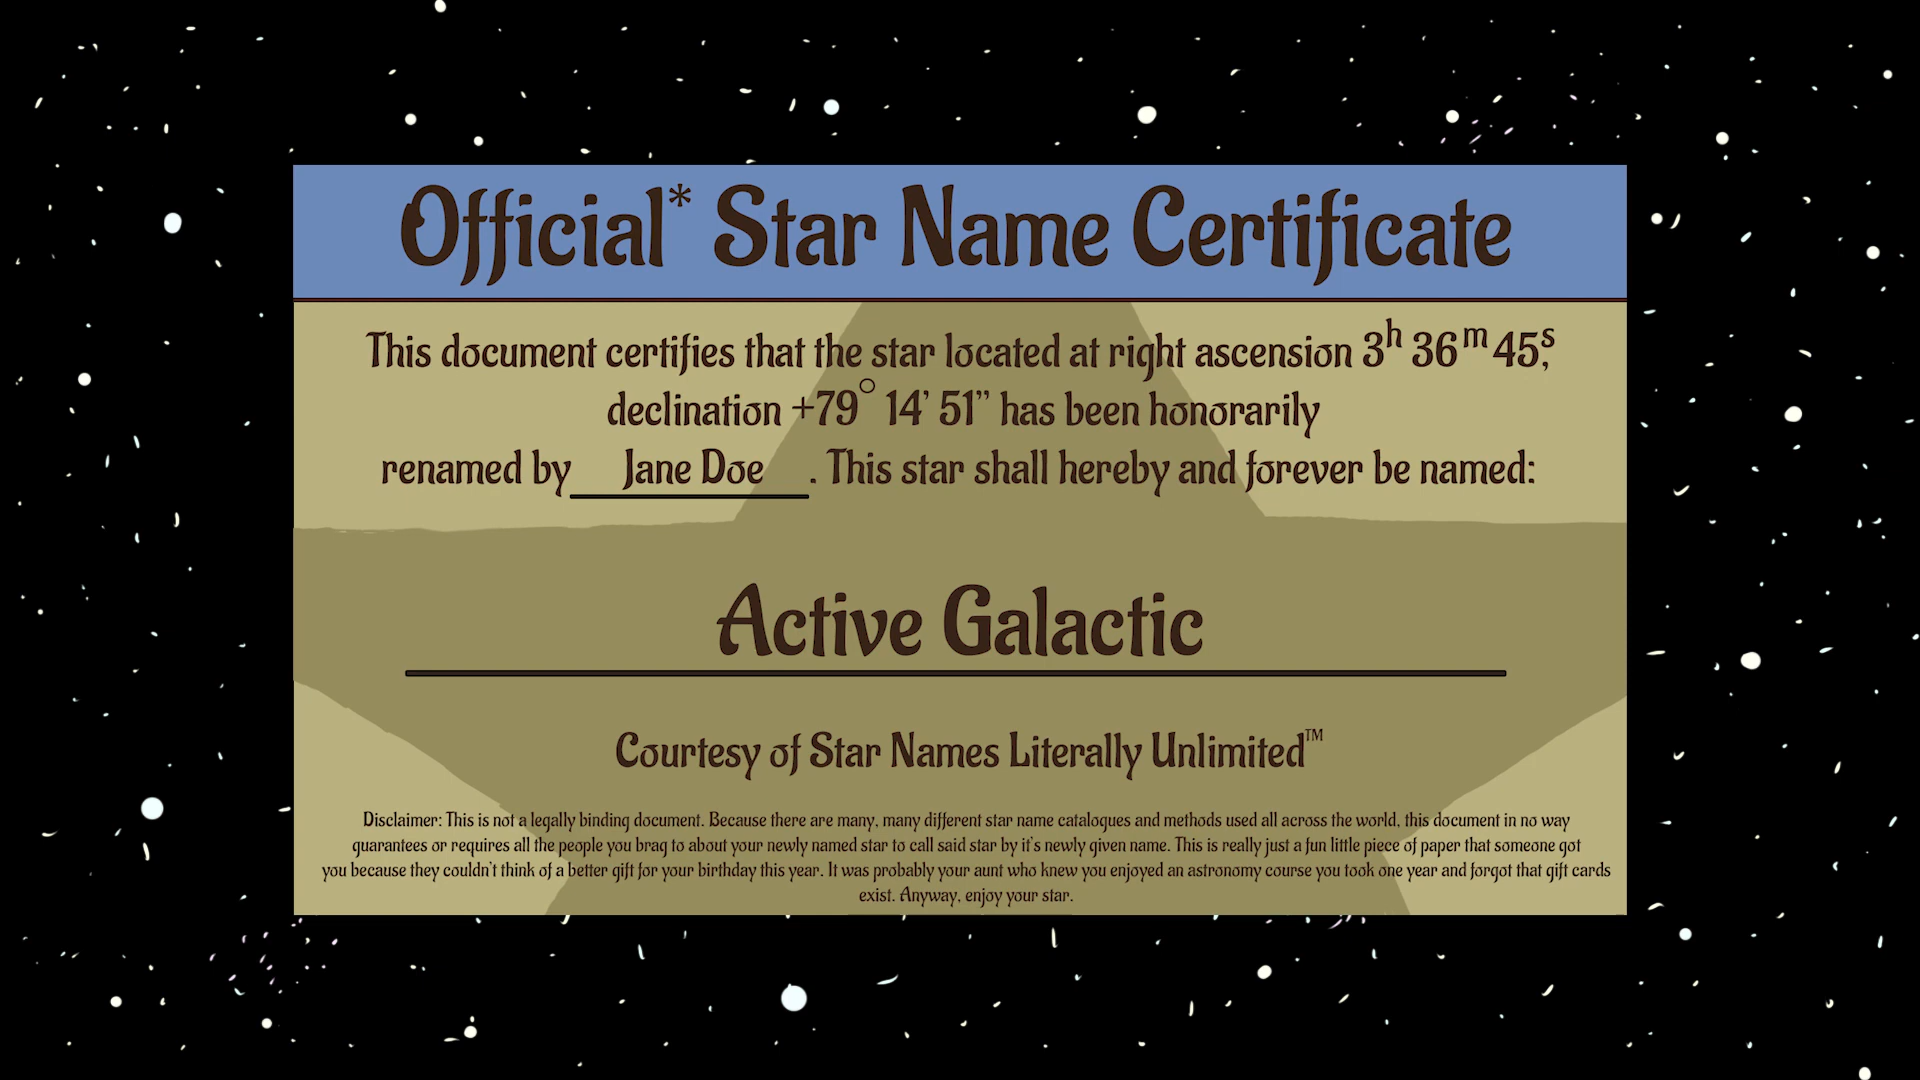 Official* Star Name Certificate
This document certifies that the star located at right ascension 3h 36m 45s,
declination +79° 14’ 51” has been honorarily
renamed by Jane Doe. This star shall hereby and forever be named:
Active Galactic
Courtesy of Star Names Literally Unlimited™
Disclaimer: This is not a legally binding document. Because there are many, many different star name catalogues and methods used all across the world, this document in no way
guarantees or requires all the people you brag to about your newly named star to call said star by it's newly given name. This is really just a fun little piece of paper that someone got
you because they couldn't think of a better gift for your birthday this year. It was probably your aunt who knew you enjoyed an astronomy course you took one year and forgot that gift cards
exist. Anyway, enjoy your star.